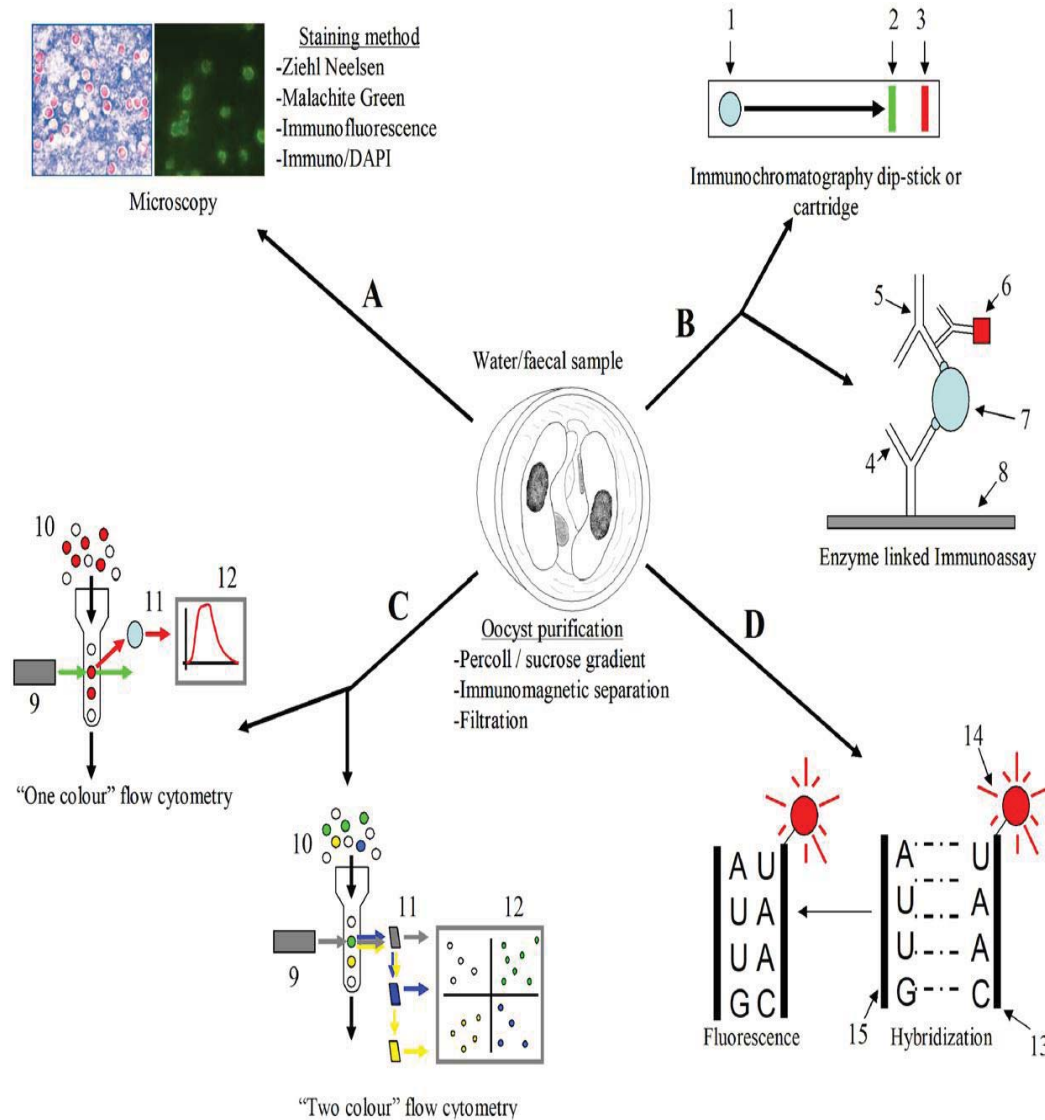 Staining method
-Ziehl Neelsen
-Malachite Green
-Immunofluorescence
-Immuno/DAPI
Microscopy
1
2
3
Immunochromatography dip-stick or
cartridge
A
B
5
6
7
4
8
Enzyme linked Immunoassay
Water/faecal sample
Oocyst purification
-Percoll / sucrose gradient
-Immunomagnetic separation
-Filtration
C
D
10
11
12
9
"One colour" flow cytometry
10
11
12
9
"Two colour" flow cytometry
14
A U
U A
U A
G C
Fluorescence
A U
U A
U A
G C
15
Hybridization
13